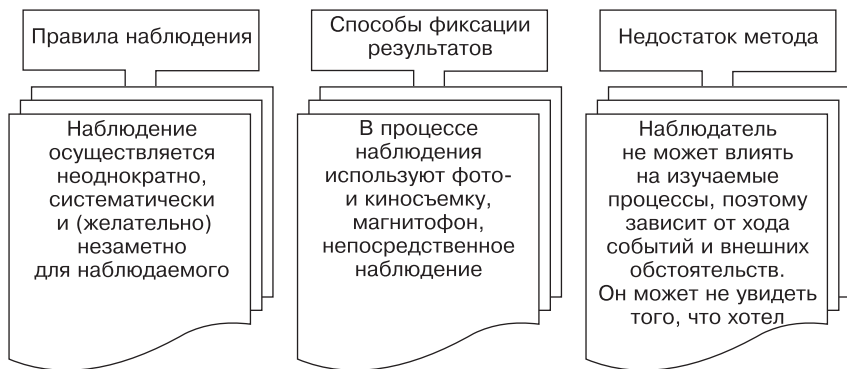 Правила наблюдения
Наблюдение
осуществляется
неоднократно,
систематически
и (желательно)
незаметно
для наблюдаемого
Способы фиксации
результатов
В процессе
наблюдения
используют фото-
и киносъемку,
магнитофон,
непосредственное
наблюдение
Недостаток метода
Наблюдатель
не может влиять
на изучаемые
процессы, поэтому
зависит от хода
событий и внешних
обстоятельств.
Он может не увидеть
того, что хотел